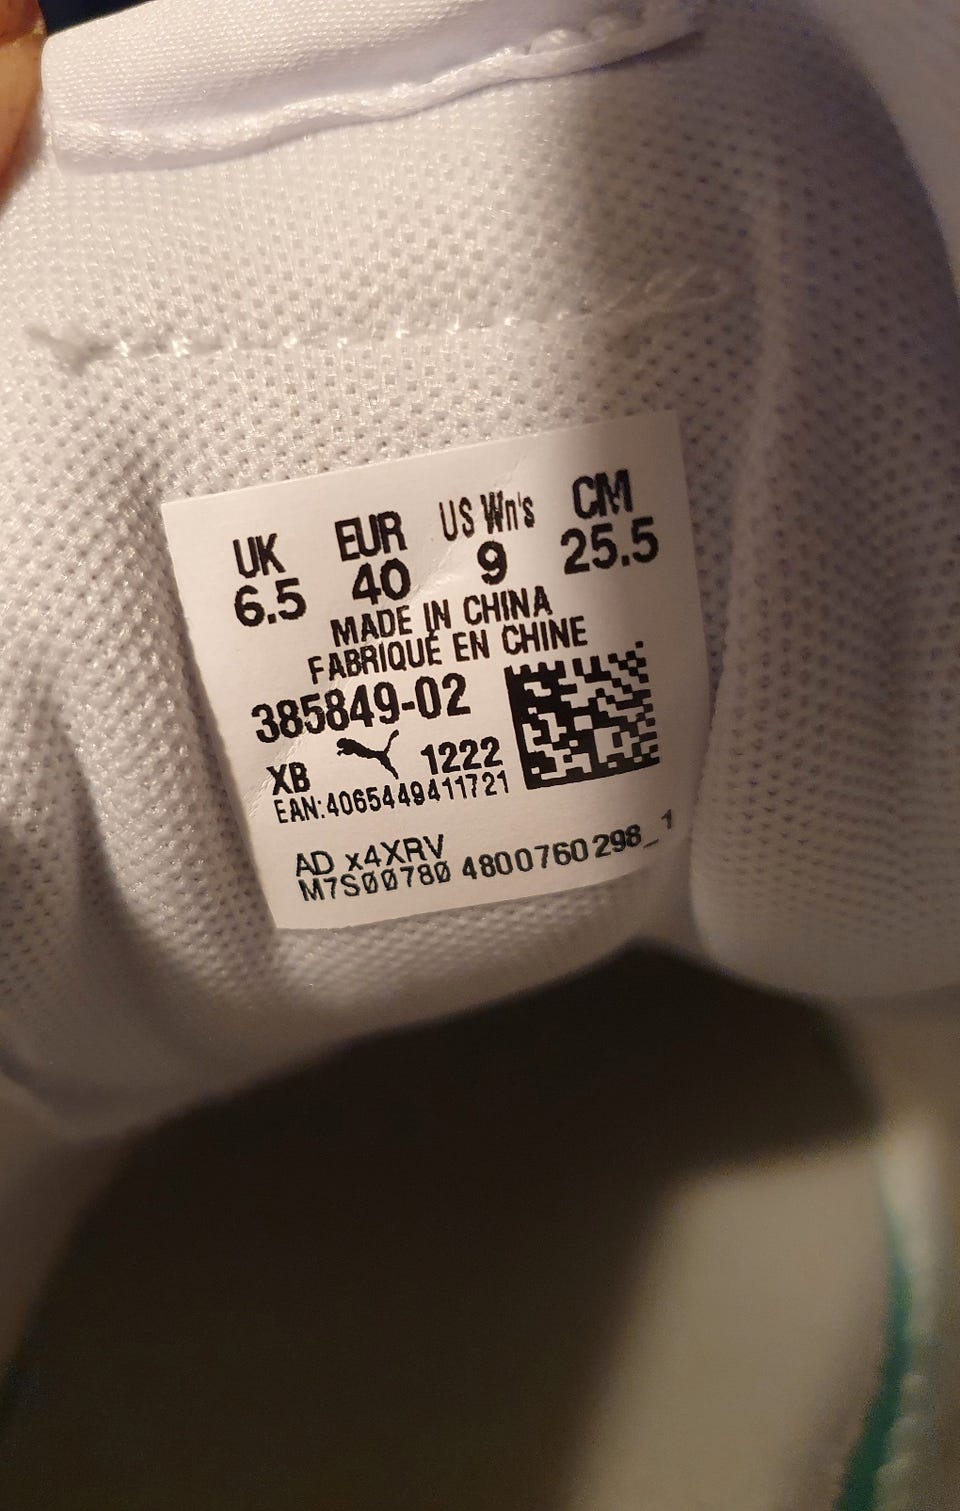 UK EUR US Wn's CM
6.5 40 9 25.5
MADE IN CHINA
FABRIQUÉ EN CHINE
385849-02
XB 1222
EAN:4065449411721
AD x4XRV
M7S00780 4800760298_1